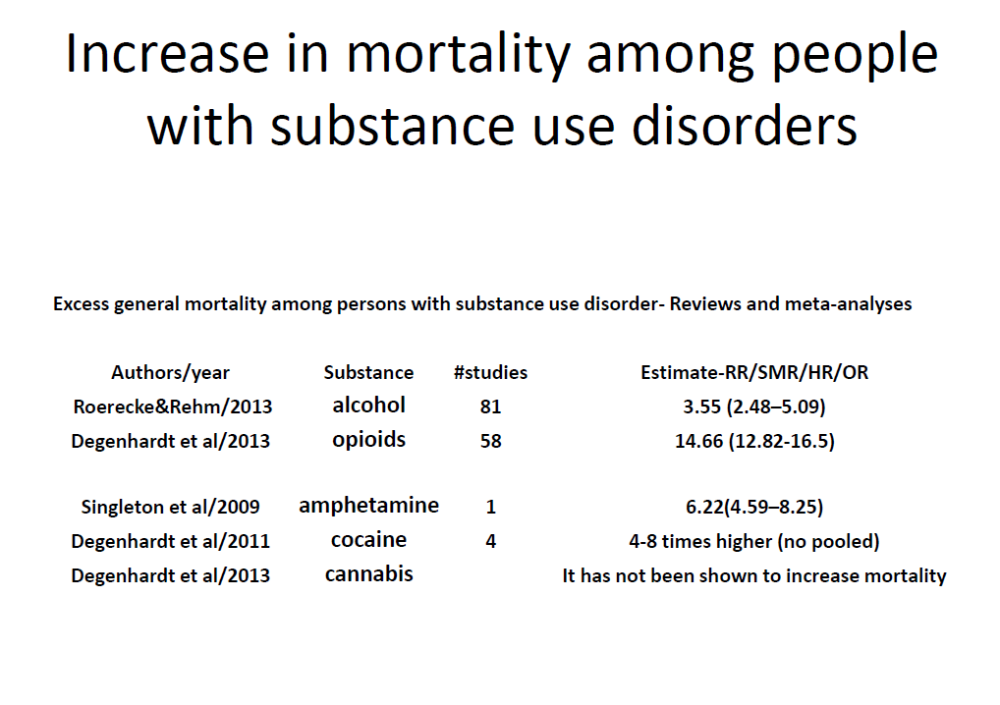 Increase in mortality among people
with substance use disorders
Excess general mortality among persons with substance use disorder- Reviews and meta-analyses
Authors/year Substance #studies Estimate-RR/SMR/HR/OR
Roerecke&Rehm/2013 alcohol 81 3.55 (2.48–5.09)
Degenhardt et al/2013 opioids 58 14.66 (12.82-16.5)
Singleton et al/2009 amphetamine 1 6.22(4.59–8.25)
Degenhardt et al/2011 cocaine 4 4-8 times higher (no pooled)
Degenhardt et al/2013 cannabis It has not been shown to increase mortality